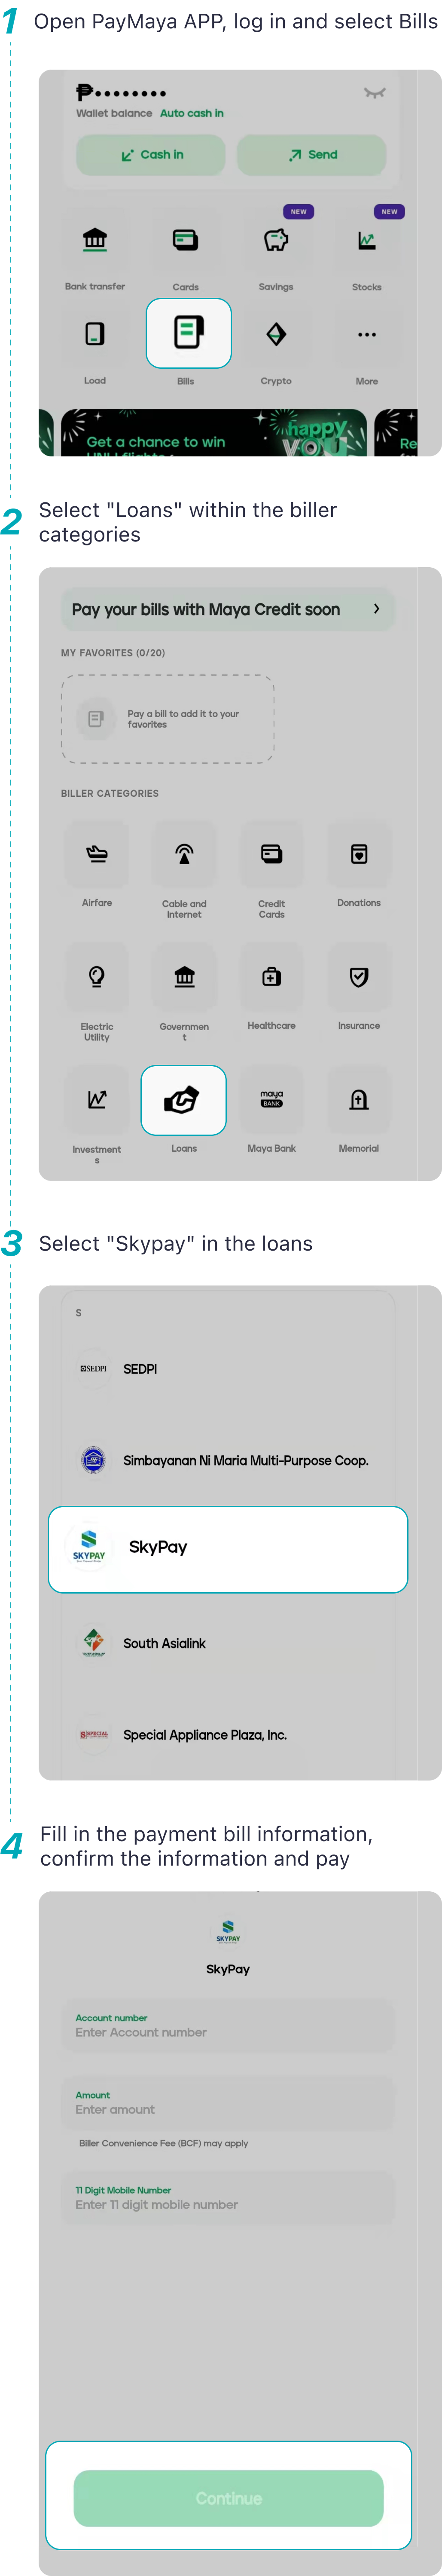 1 Open PayMaya APP, log in and select Bills
₱••••••••
Wallet balance Auto cash in
Cash in Send
NEW NEW
Bank transfer Cards Savings Stocks
Load Bills Crypto More
happy
Get a chance to win you Re
2 Select "Loans" within the biller
categories
Pay your bills with Maya Credit soon
MY FAVORITES (0/20)
Pay a bill to add it to your
favorites
BILLER CATEGORIES
Airfare Cable and Credit Donations
Internet Cards
Electric Governmen Healthcare Insurance
Utility t
maya
BANK
Investment Loans Maya Bank Memorial
s
3 Select "Skypay" in the loans
S
SEDPI SEDPI
Simbayanan Ni Maria Multi-Purpose Coop.
SKYPAY SkyPay
South Asialink
SPECIAL Special Appliance Plaza, Inc.
4 Fill in the payment bill information,
confirm the information and pay
SKYPAY
SkyPay
Account number
Enter Account number
Amount
Enter amount
Biller Convenience Fee (BCF) may apply
11 Digit Mobile Number
Enter 11 digit mobile number
Continue